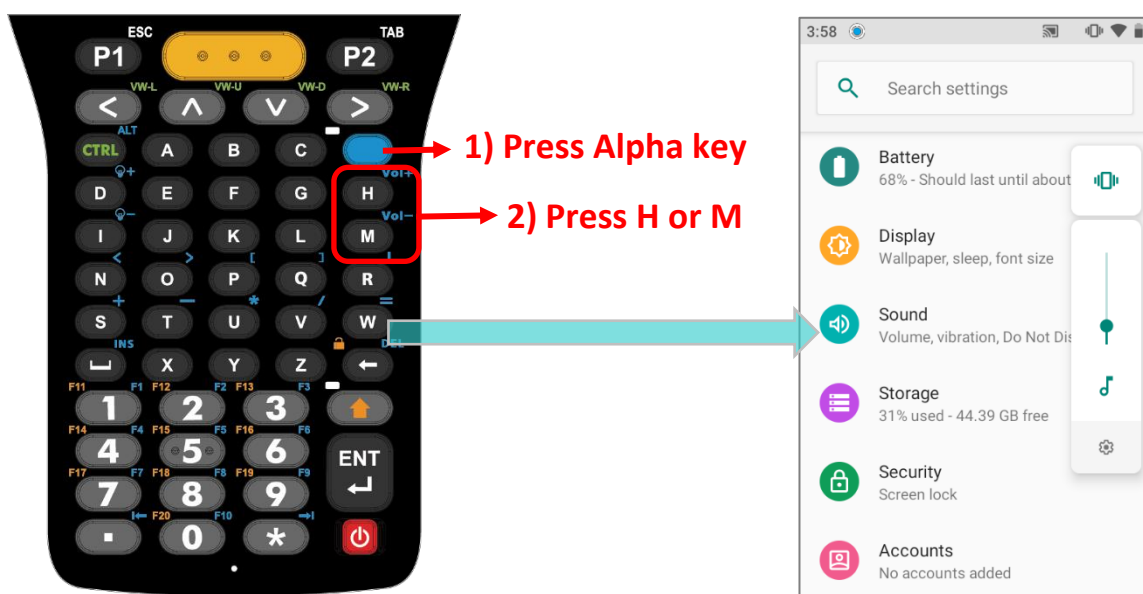 ESC TAB
P1 P2
VW-L VW-U VW-D VW-R
< ᐱ ᐯ >
ALT
CTRL A B C
1) Press Alpha key
+ Vol+
D E F G H
2) Press H or M
− Vol−
I J K L M
< > [ ] !
N O P Q R
+ − * / =
S T U V W
INS DEL
X Y Z ←
F11 F1 F12 F2 F13 F3
1 2 3
F14 F4 F15 F5 F16 F6
4 5 6 ENT
F17 F7 F18 F8 F19 F9
7 8 9
F20 F10
. 0 *
3:58
Search settings
Battery
68% - Should last until about
Display
Wallpaper, sleep, font size
Sound
Volume, vibration, Do Not Dis
Storage
31% used - 44.39 GB free
Security
Screen lock
Accounts
No accounts added